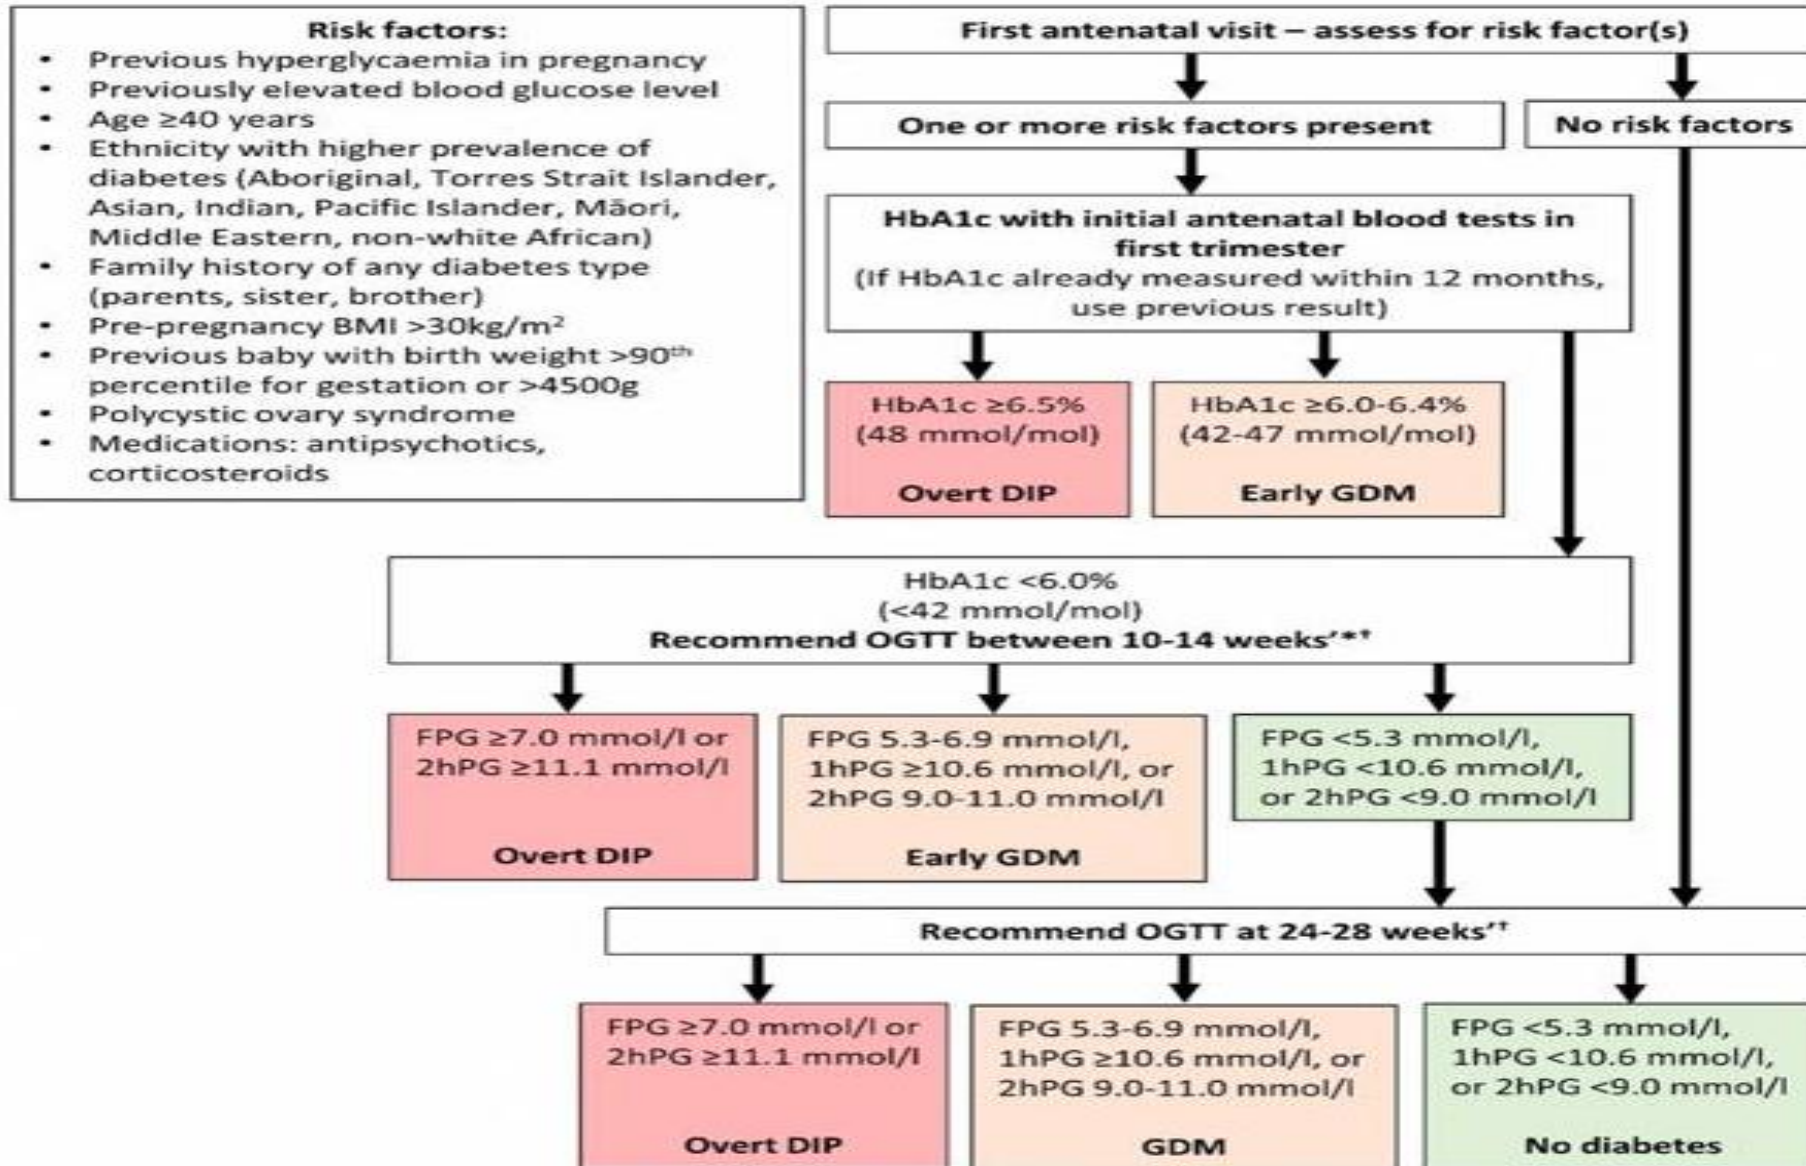 Risk factors:
• Previous hyperglycaemia in pregnancy
• Previously elevated blood glucose level
• Age ≥40 years
• Ethnicity with higher prevalence of
diabetes (Aboriginal, Torres Strait Islander,
Asian, Indian, Pacific Islander, Māori,
Middle Eastern, non-white African)
• Family history of any diabetes type
(parents, sister, brother)
• Pre-pregnancy BMI >30kg/m²
• Previous baby with birth weight >90ᵗʰ
percentile for gestation or >4500g
• Polycystic ovary syndrome
• Medications: antipsychotics,
corticosteroids
First antenatal visit – assess for risk factor(s)
One or more risk factors present
No risk factors
HbA1c with initial antenatal blood tests in
first trimester
(If HbA1c already measured within 12 months,
use previous result)
HbA1c ≥6.5%
(48 mmol/mol)
Overt DIP
HbA1c ≥6.0-6.4%
(42-47 mmol/mol)
Early GDM
HbA1c <6.0%
(<42 mmol/mol)
Recommend OGTT between 10-14 weeks’*†
FPG ≥7.0 mmol/l or
2hPG ≥11.1 mmol/l
Overt DIP
FPG 5.3-6.9 mmol/l,
1hPG ≥10.6 mmol/l, or
2hPG 9.0-11.0 mmol/l
Early GDM
FPG <5.3 mmol/l,
1hPG <10.6 mmol/l,
or 2hPG <9.0 mmol/l
Recommend OGTT at 24-28 weeks’†
FPG ≥7.0 mmol/l or
2hPG ≥11.1 mmol/l
Overt DIP
FPG 5.3-6.9 mmol/l,
1hPG ≥10.6 mmol/l, or
2hPG 9.0-11.0 mmol/l
GDM
FPG <5.3 mmol/l,
1hPG <10.6 mmol/l,
or 2hPG <9.0 mmol/l
No diabetes